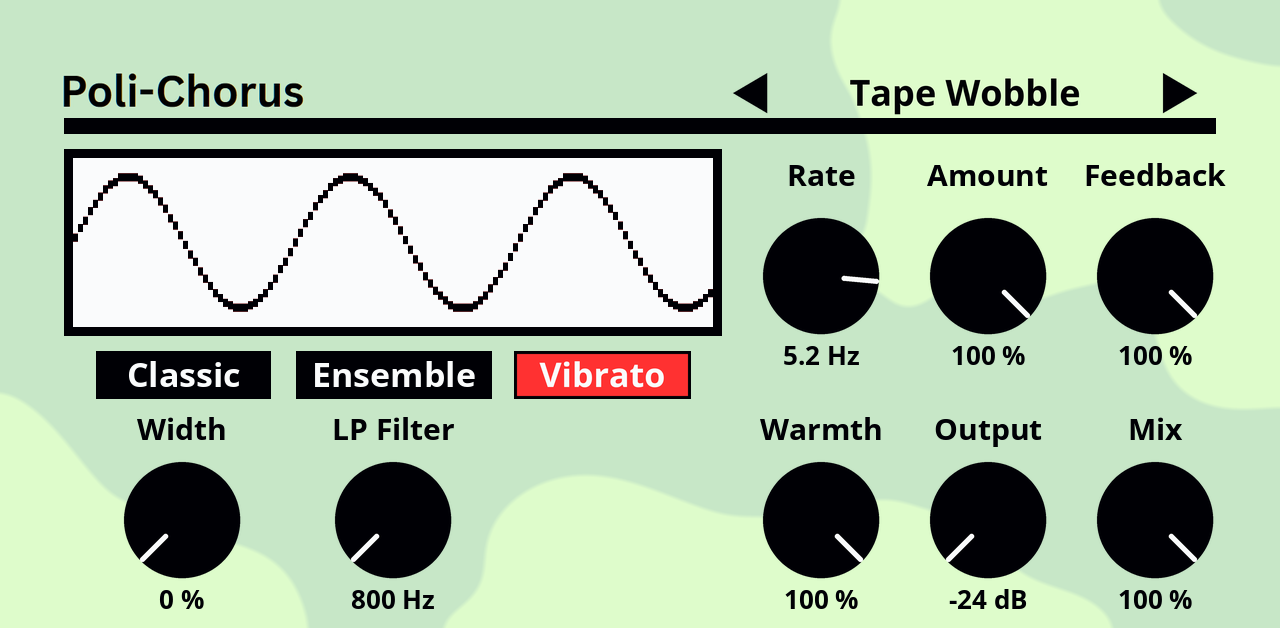 Poli-Chorus
Tape Wobble
Rate
Amount
Feedback
5.2 Hz
100 %
100 %
Classic
Ensemble
Vibrato
Width
LP Filter
Warmth
Output
Mix
0 %
800 Hz
100 %
-24 dB
100 %